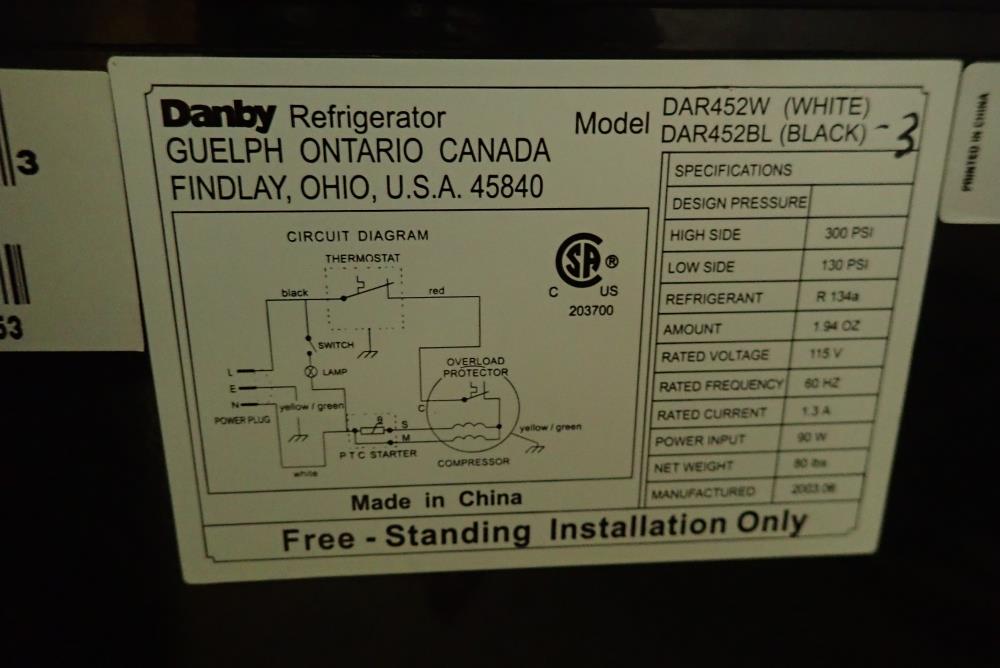 Danby Refrigerator
GUELPH ONTARIO CANADA
FINDLAY, OHIO, U.S.A. 45840
Model DAR452W (WHITE)
DAR452BL (BLACK) -3
CIRCUIT DIAGRAM
THERMOSTAT
black
red
SWITCH
LAMP
L
E
N
POWER PLUG
yellow / green
white
OVERLOAD
PROTECTOR
C
R
S
M
PTC STARTER
COMPRESSOR
yellow / green
SA ®
C US
203700
SPECIFICATIONS
DESIGN PRESSURE
HIGH SIDE 300 PSI
LOW SIDE 130 PSI
REFRIGERANT R 134a
AMOUNT 1.94 OZ
RATED VOLTAGE 115 V
RATED FREQUENCY 60 HZ
RATED CURRENT 1.3 A
POWER INPUT 90 W
NET WEIGHT 80 lbs
MANUFACTURED 2003.06
Made in China
Free - Standing Installation Only
3
53
PRINTED IN CHINA